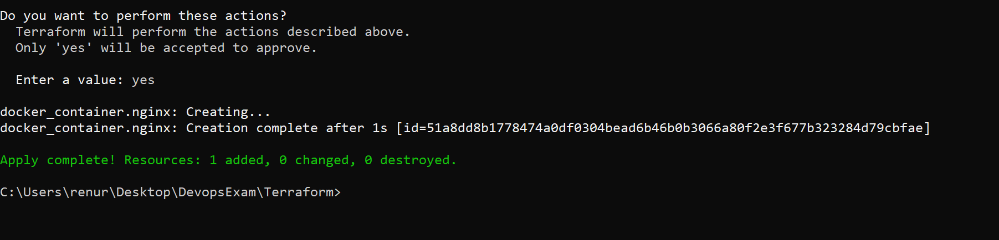 Do you want to perform these actions?
  Terraform will perform the actions described above.
  Only 'yes' will be accepted to approve.

  Enter a value: yes

docker_container.nginx: Creating...
docker_container.nginx: Creation complete after 1s [id=51a8dd8b1778474a0df0304bead6b46b0b3066a80f2e3f677b323284d79cbfae]

Apply complete! Resources: 1 added, 0 changed, 0 destroyed.

C:\Users\renur\Desktop\DevopsExam\Terraform>